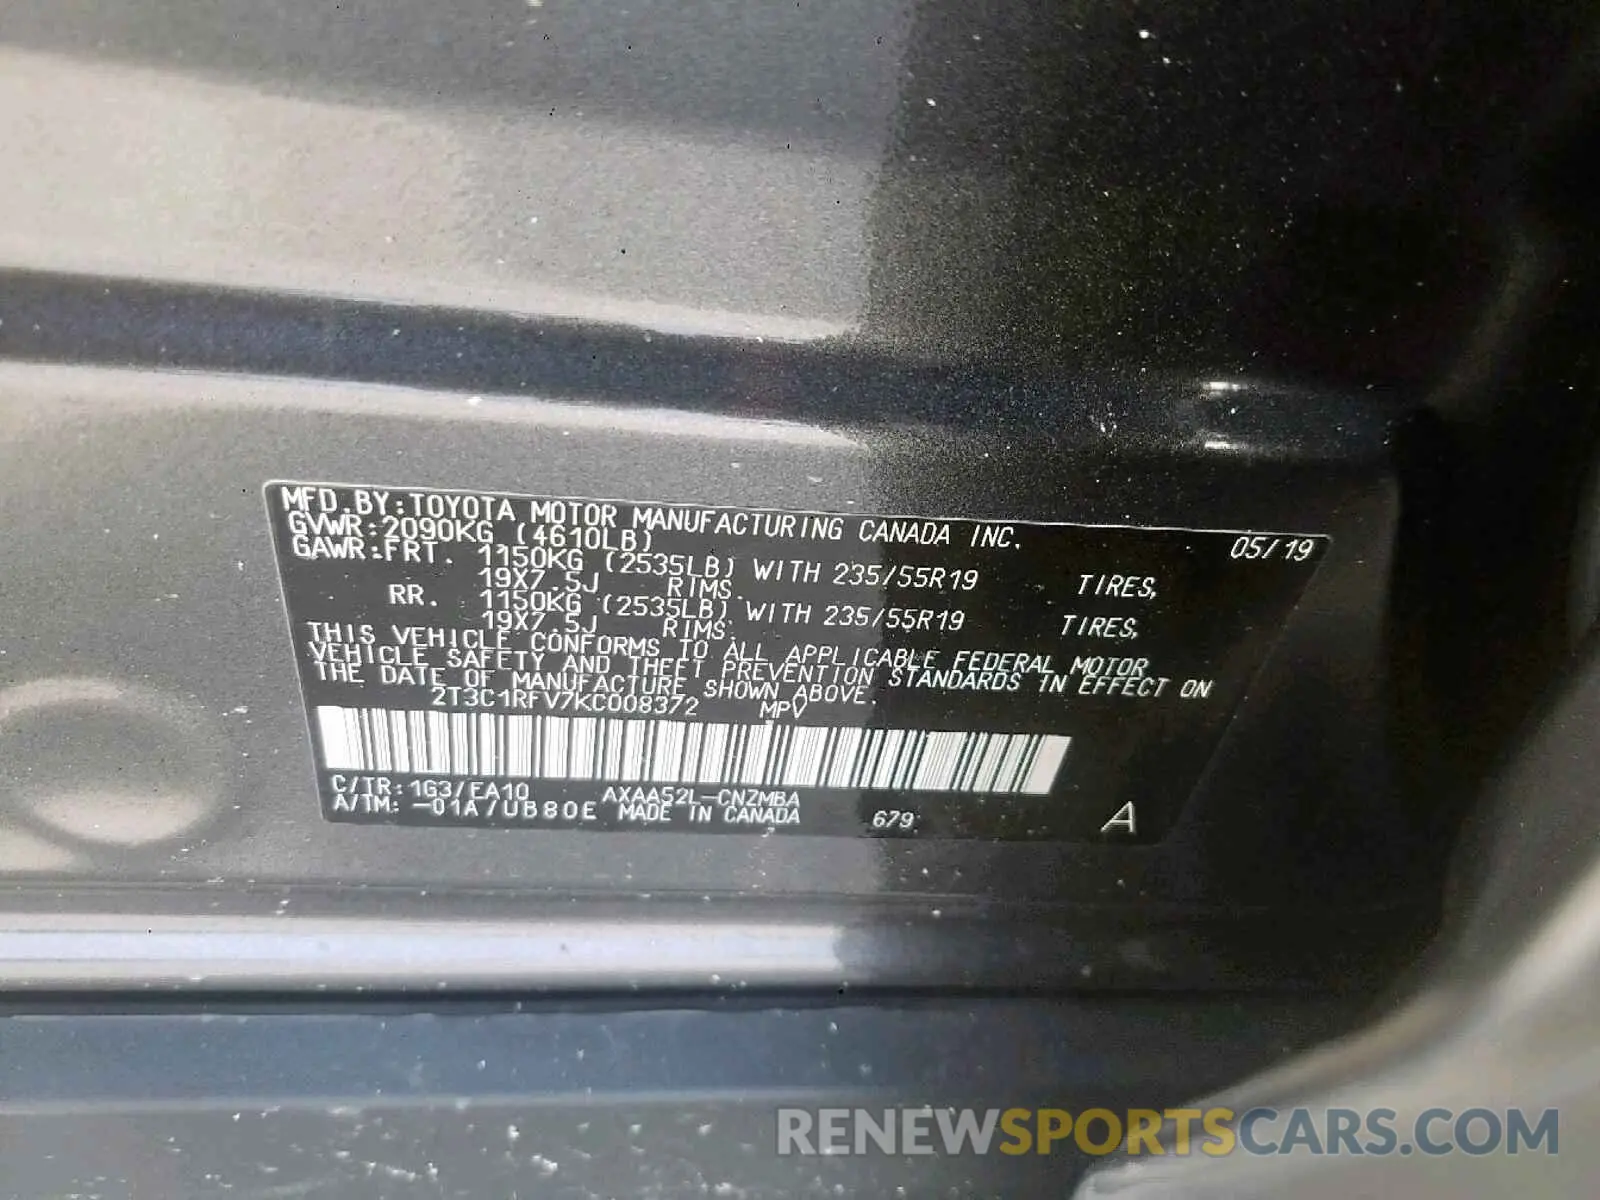 MFD.BY:TOYOTA MOTOR MANUFACTURING CANADA INC. 05/19
GVWR:2090KG (4610LB)
GAWR:FRT. 1150KG (2535LB) WITH 235/55R19 TIRES,
19X7.5J RIMS.
RR. 1150KG (2535LB) WITH 235/55R19 TIRES,
19X7.5J RIMS.
THIS VEHICLE CONFORMS TO ALL APPLICABLE FEDERAL MOTOR
VEHICLE SAFETY AND THEFT PREVENTION STANDARDS IN EFFECT ON
THE DATE OF MANUFACTURE SHOWN ABOVE.
2T3C1RFV7KC008372 MPV
C/TR:1G3/EA10 AXAA52L-CNZMBA
A/TM:-01A/UB80E MADE IN CANADA 679 A
RENEWSPORTSCARS.COM